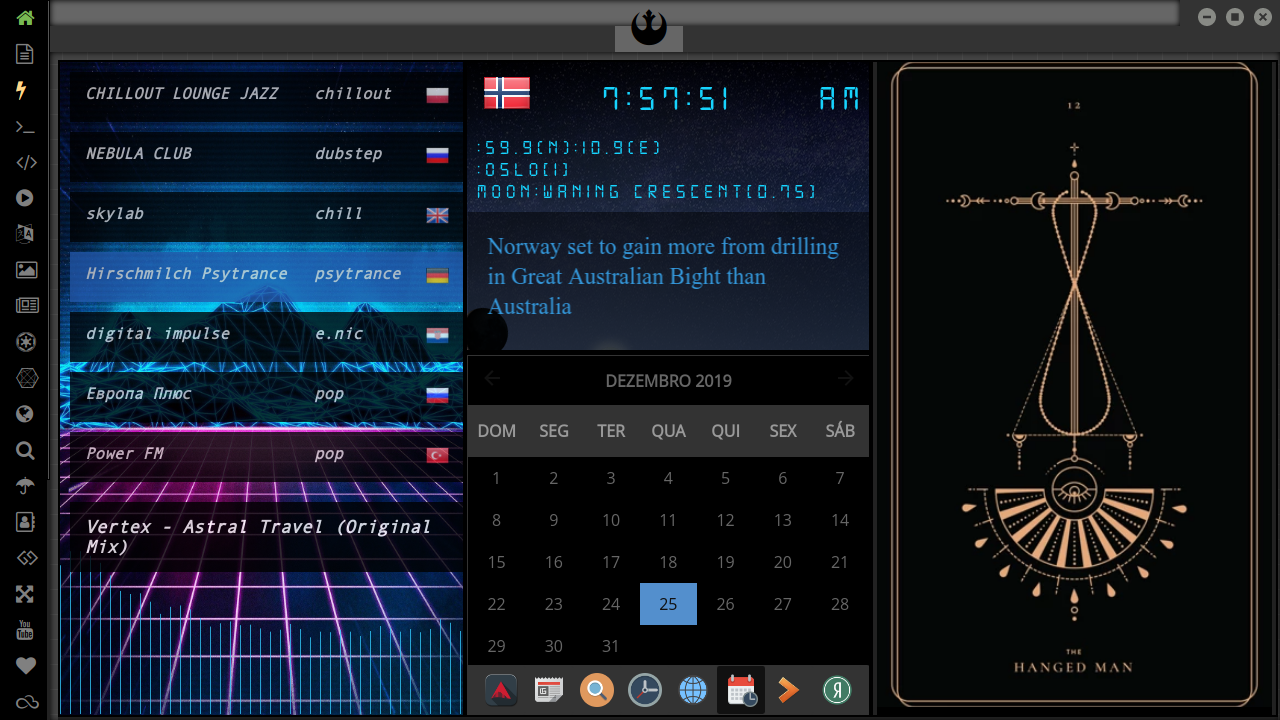 CHILLOUT LOUNGE JAZZ chillout
NEBULA CLUB dubstep
skylab chill
Hirschmilch Psytrance psytrance
digital impulse e.nic
Европа Плюс pop
Power FM pop
Vertex - Astral Travel (Original
Mix)
7:57:51 AM
:59.9(N):10.9(E)
:OSLO(1)
MOON:WANING CRESCENT(0.75)
Norway set to gain more from drilling
in Great Australian Bight than
Australia
DEZEMBRO 2019
DOM SEG TER QUA QUI SEX SÁB
1 2 3 4 5 6 7
8 9 10 11 12 13 14
15 16 17 18 19 20 21
22 23 24 25 26 27 28
29 30 31
12
THE
HANGED MAN
You
Tube
Я